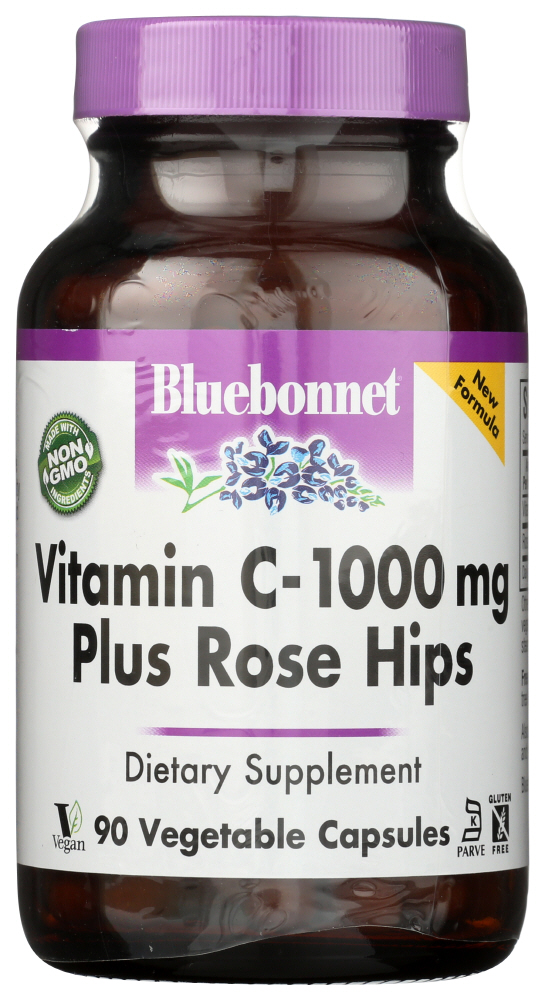 Bluebonnet
New
Formula
MADE WITH
NON
GMO
INGREDIENTS
Vitamin C-1000 mg
Plus Rose Hips
Dietary Supplement
V
Vegan
90 Vegetable Capsules
K
PARVE
GLUTEN
FREE